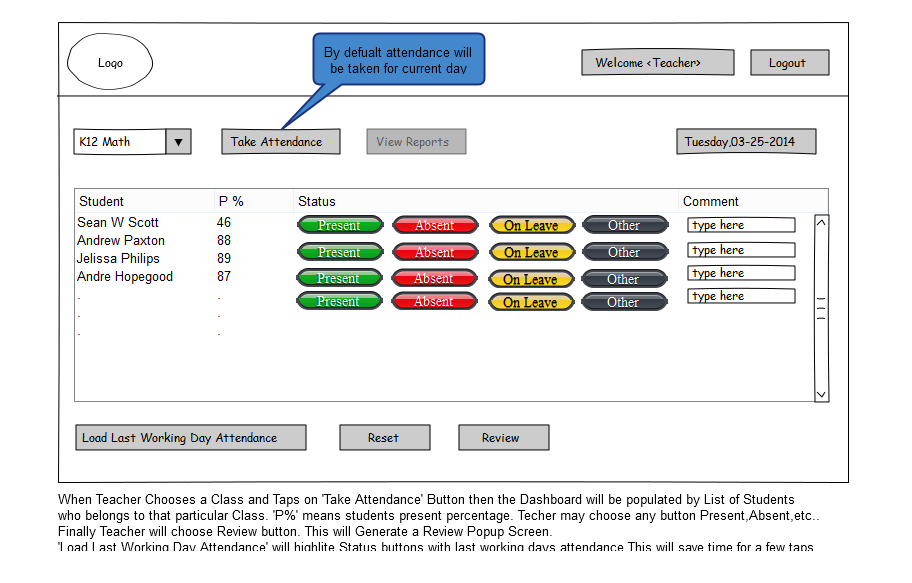 Logo
By defualt attendance will
be taken for current day
Welcome <Teacher>
Logout
K12 Math
Take Attendance
View Reports
Tuesday,03-25-2014
Student P % Status Comment
Sean W Scott 46 Present Absent On Leave Other type here
Andrew Paxton 88 Present Absent On Leave Other type here
Jelissa Philips 89 Present Absent On Leave Other type here
Andre Hopegood 87 Present Absent On Leave Other type here
Load Last Working Day Attendance
Reset
Review
When Teacher Chooses a Class and Taps on 'Take Attendance' Button then the Dashboard will be populated by List of Students
who belongs to that particular Class. 'P%' means students present percentage. Techer may choose any button Present,Absent,etc..
Finally Teacher will choose Review button. This will Generate a Review Popup Screen.
'Load Last Working Day Attendance' will highlite Status buttons with last working days attendance This will save time for a few taps